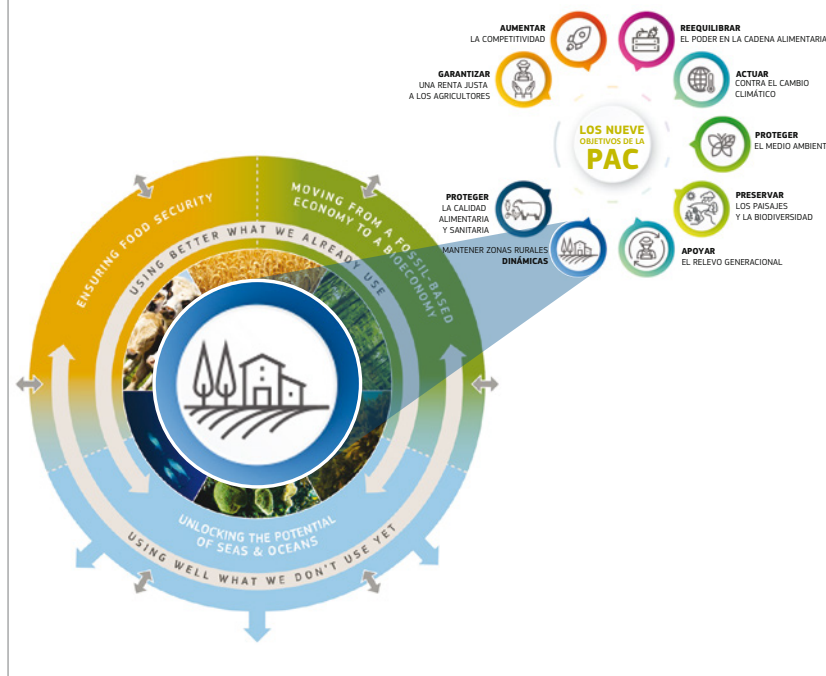 AUMENTAR
LA COMPETITIVIDAD
REEQUILIBRAR
EL PODER EN LA CADENA ALIMENTARIA
GARANTIZAR
UNA RENTA JUSTA
A LOS AGRICULTORES
ACTUAR
CONTRA EL CAMBIO
CLIMÁTICO
LOS NUEVE
OBJETIVOS DE LA
PAC
PROTEGER
EL MEDIO AMBIENT
PROTEGER
LA CALIDAD
ALIMENTARIA
Y SANITARIA
PRESERVAR
LOS PAISAJES
Y LA BIODIVERSIDAD
MANTENER ZONAS RURALES
DINÁMICAS
APOYAR
EL RELEVO GENERACIONAL
ENSURING FOOD SECURITY
MOVING FROM A FOSSIL-BASED
ECONOMY TO A BIOECONOMY
USING BETTER WHAT WE ALREADY USE
UNLOCKING THE POTENTIAL
OF SEAS & OCEANS
USING WELL WHAT WE DON'T USE YET